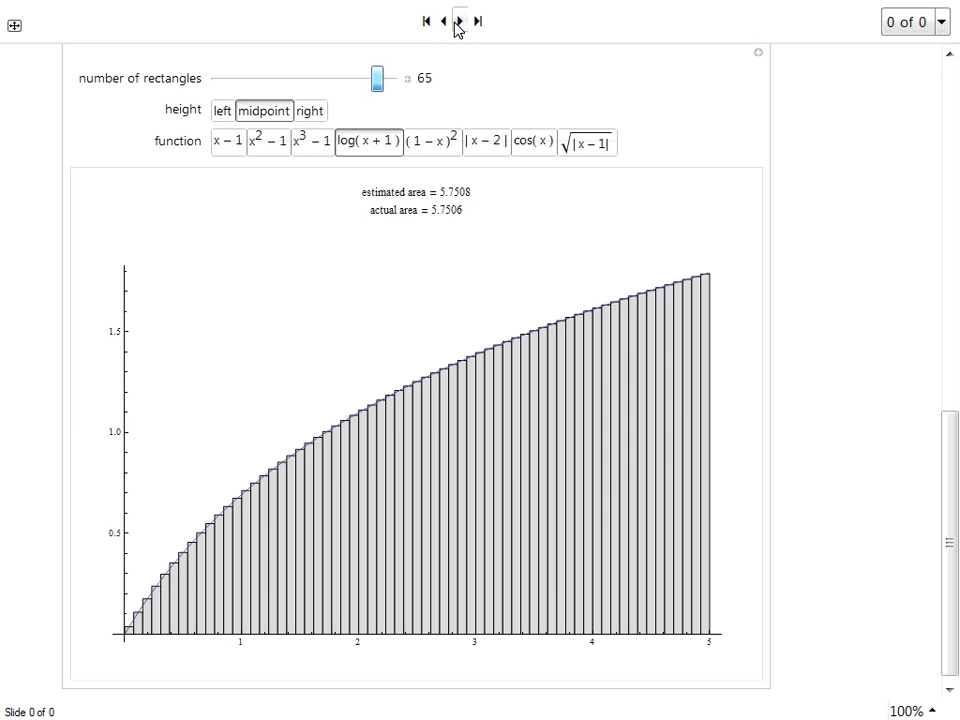 0 of 0
number of rectangles 65
height left midpoint right
function x − 1 x² − 1 x³ − 1 log( x + 1 ) ( 1 − x )² | x − 2 | cos( x ) √| x − 1|
estimated area = 5.7508
actual area = 5.7506
1.5
1.0
0.5
1 2 3 4 5
Slide 0 of 0 100%